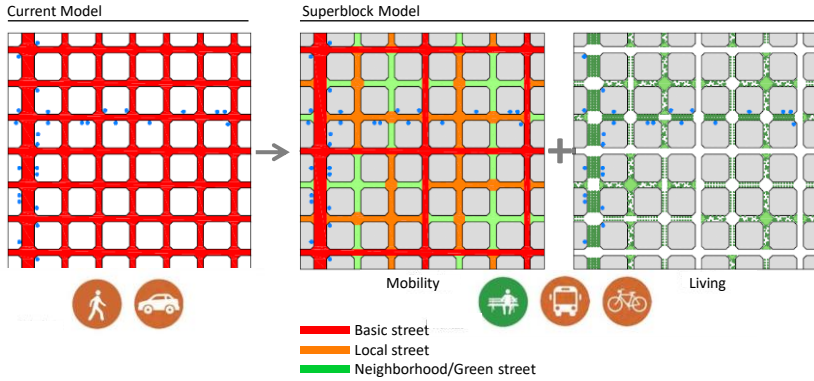 Current Model
Superblock Model
Mobility
Living
Basic street
Local street
Neighborhood/Green street